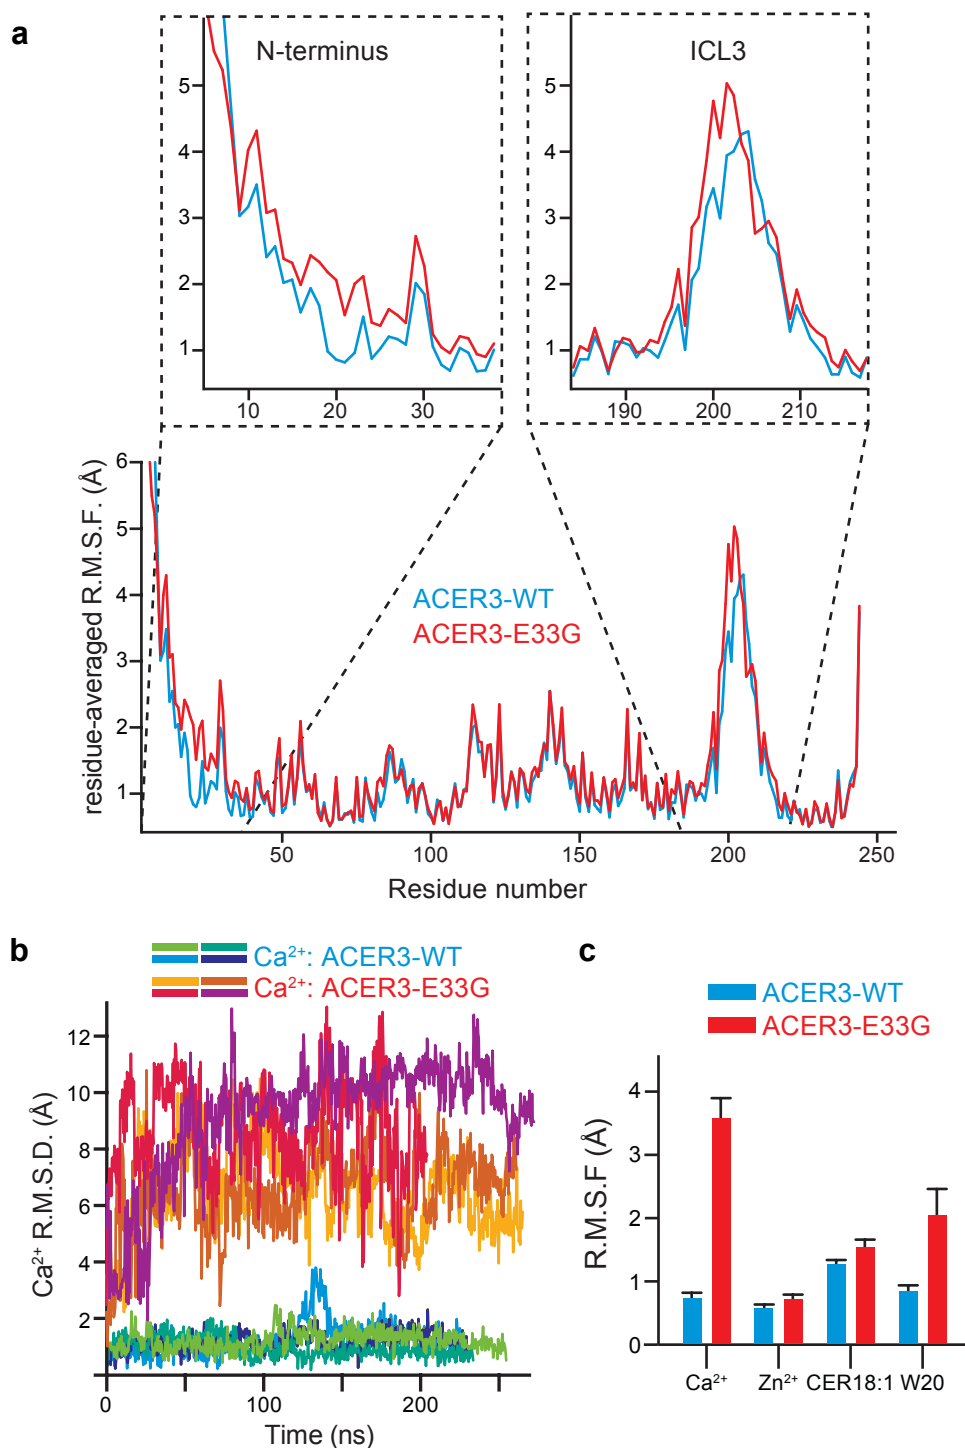 a
N-terminus
ICL3
5
4
3
2
1
10 20 30
5
4
3
2
1
190 200 210
residue-averaged R.M.S.F. (Å)
6
5
4
3
2
1
ACER3-WT
ACER3-E33G
50 100 150 200 250
Residue number
b
Ca²⁺: ACER3-WT
Ca²⁺: ACER3-E33G
Ca²⁺ R.M.S.D. (Å)
12
10
8
6
4
2
0 100 200
Time (ns)
c
ACER3-WT
ACER3-E33G
R.M.S.F (Å)
4
3
2
1
0
Ca²⁺ Zn²⁺ CER18:1 W20